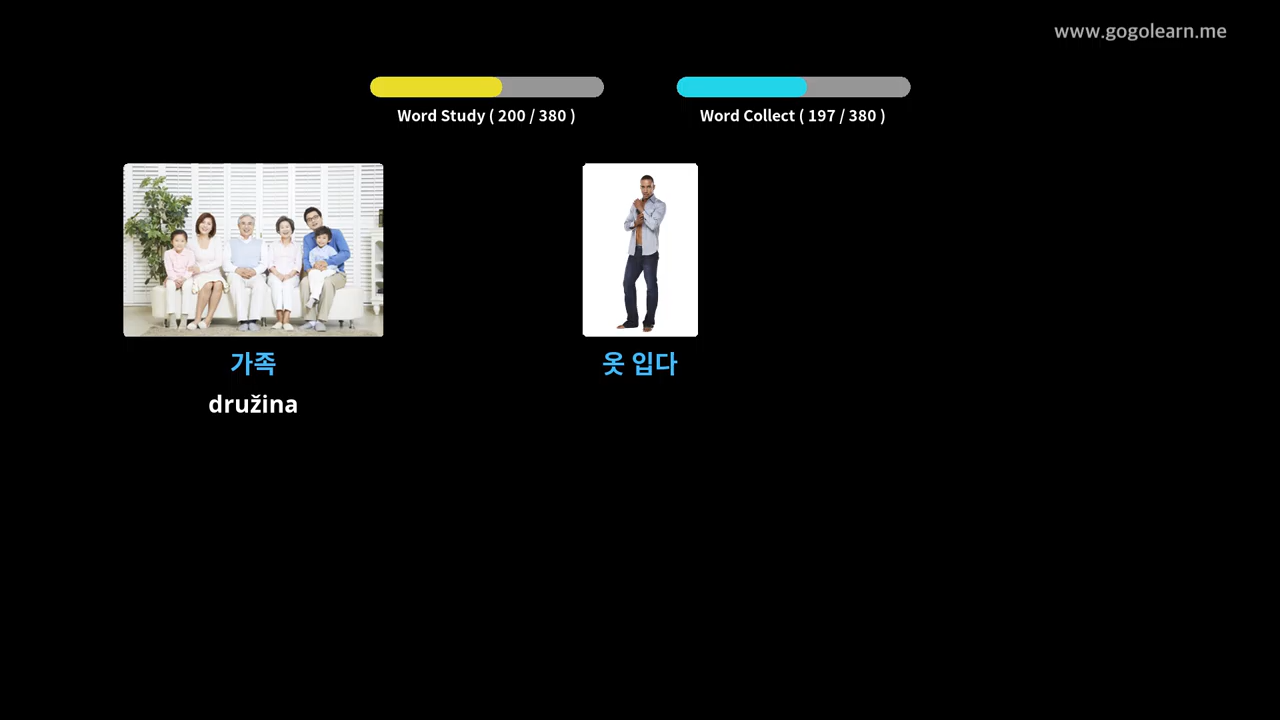 www.gogolearn.me
Word Study ( 200 / 380 )
Word Collect ( 197 / 380 )
가족
옷 입다
družina